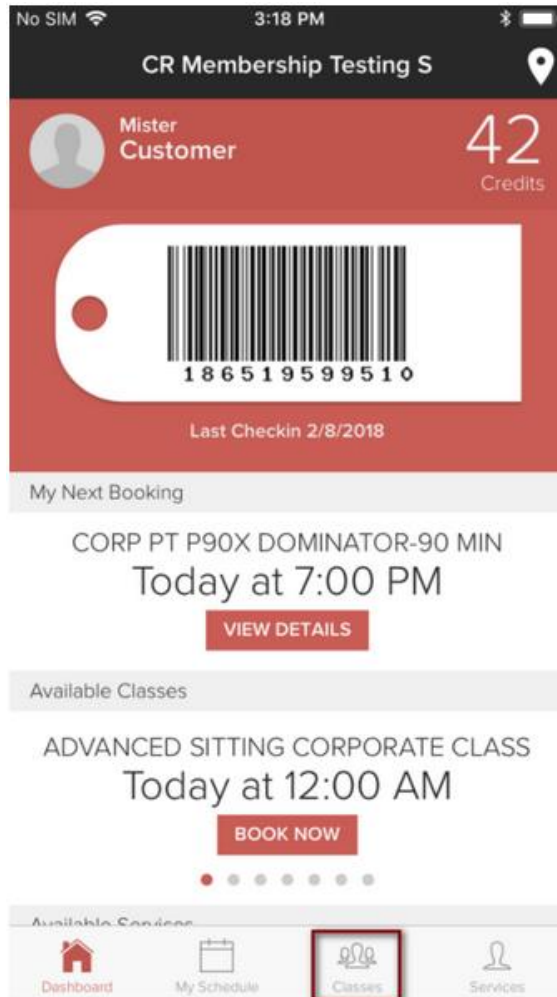 No SIM 3:18 PM
CR Membership Testing S
Mister
Customer
42
Credits
186519599510
Last Checkin 2/8/2018
My Next Booking
CORP PT P90X DOMINATOR-90 MIN
Today at 7:00 PM
VIEW DETAILS
Available Classes
ADVANCED SITTING CORPORATE CLASS
Today at 12:00 AM
BOOK NOW
Available Services
Dashboard My Schedule Classes Services